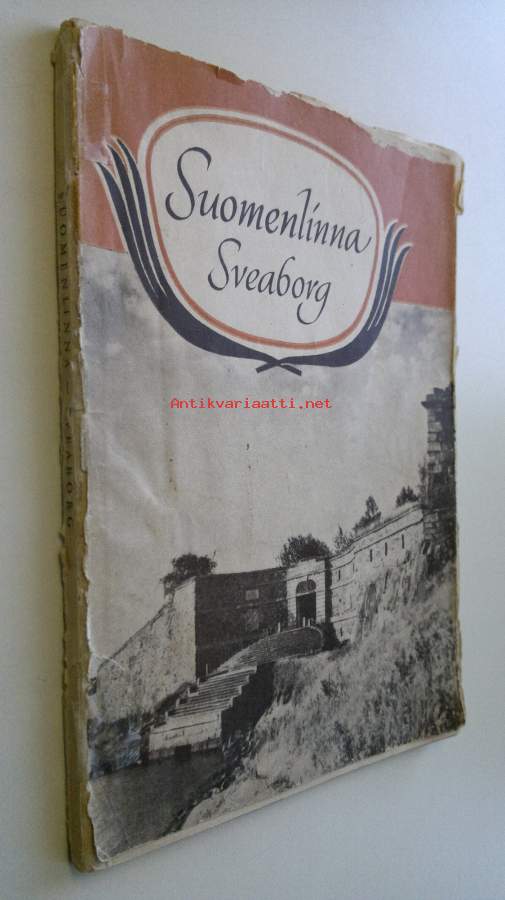 Suomenlinna
Sveaborg
Antikvariaatti.net
SUOMENLINNA — SVEABORG